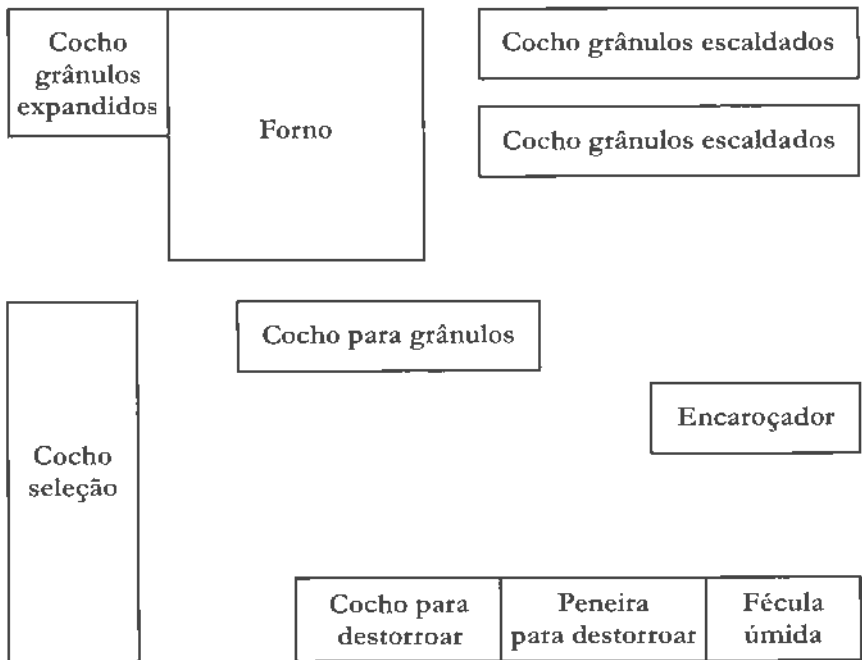 Cocho
grânulos
expandidos
Forno
Cocho grânulos escaldados
Cocho grânulos escaldados
Cocho para grânulos
Encaroçador
Cocho
seleção
Cocho para
destorroar
Peneira
para destorroar
Fécula
úmida